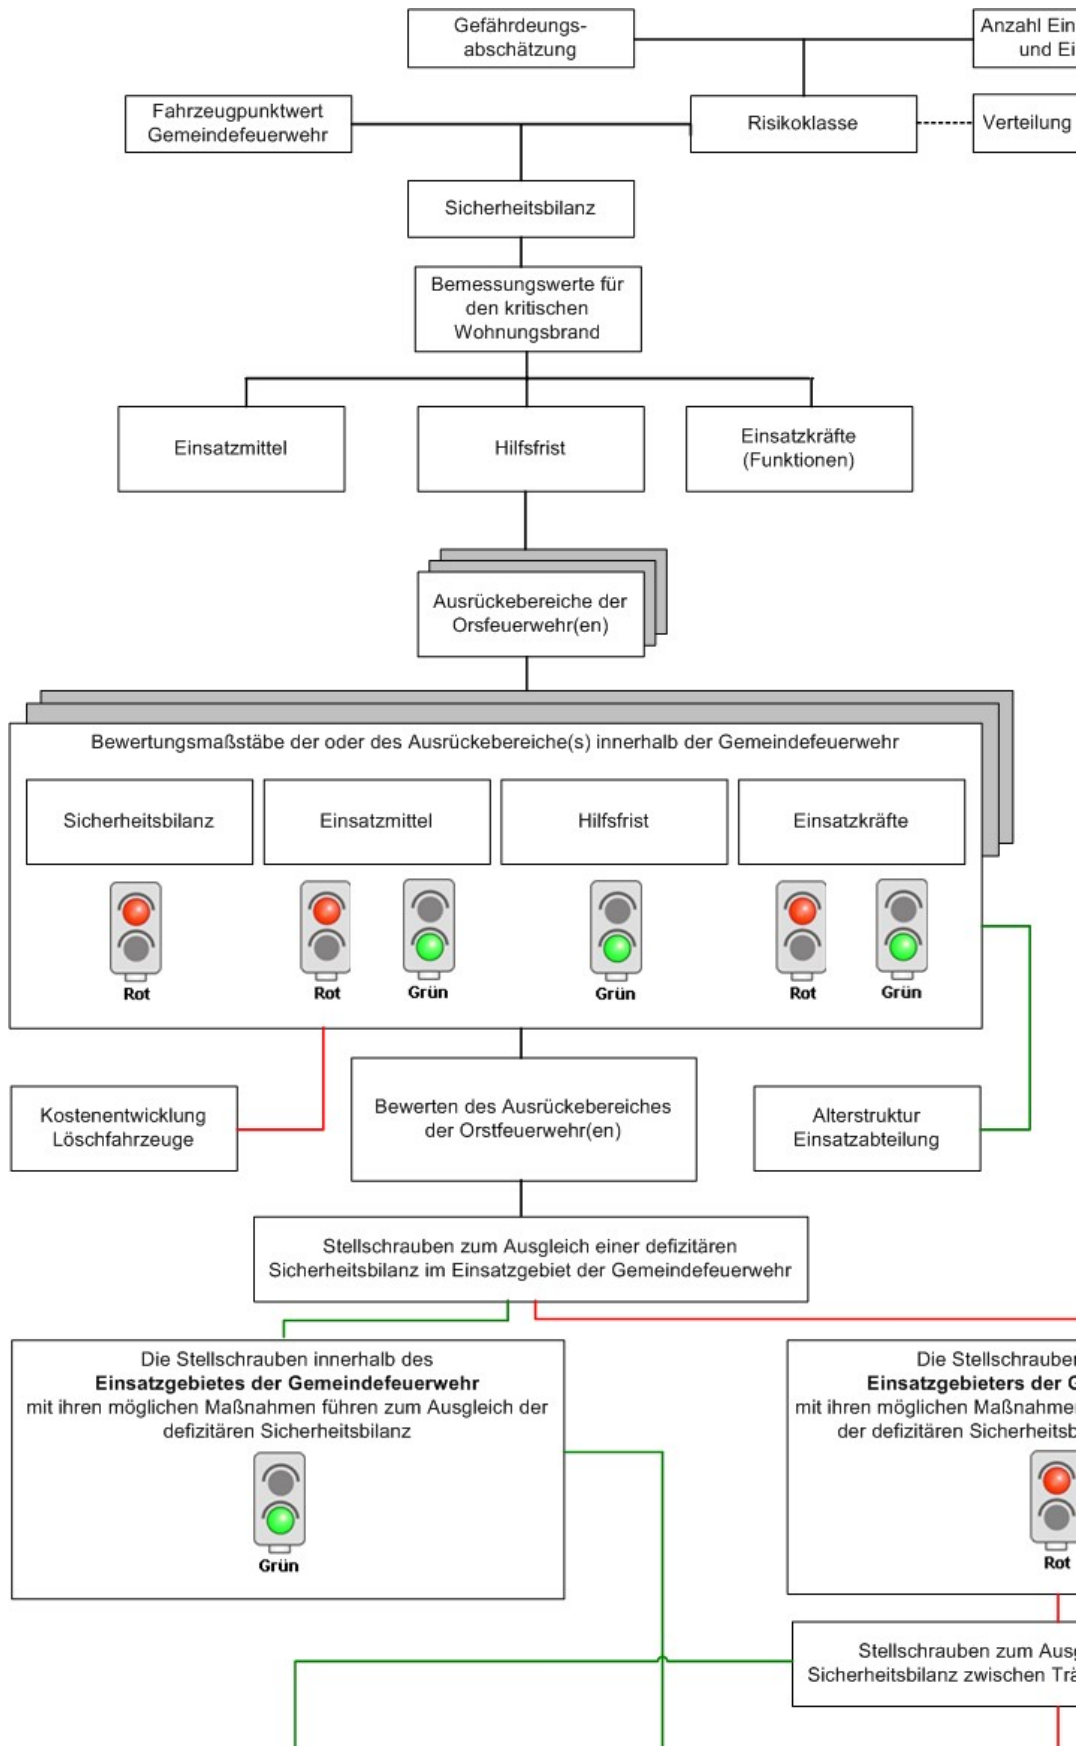 Gefährdeungs-
abschätzung
Anzahl Ein
und Ei
Fahrzeugpunktwert
Gemeindefeuerwehr
Risikoklasse
Verteilung
Sicherheitsbilanz
Bemessungswerte für
den kritischen
Wohnungsbrand
Einsatzmittel
Hilfsfrist
Einsatzkräfte
(Funktionen)
Ausrückebereiche der
Orsfeuerwehr(en)
Bewertungsmaßstäbe der oder des Ausrückebereiche(s) innerhalb der Gemeindefeuerwehr
Sicherheitsbilanz
Einsatzmittel
Hilfsfrist
Einsatzkräfte
Rot
Rot
Grün
Grün
Rot
Grün
Kostenentwicklung
Löschfahrzeuge
Bewerten des Ausrückebereiches
der Orstfeuerwehr(en)
Alterstruktur
Einsatzabteilung
Stellschrauben zum Ausgleich einer defizitären
Sicherheitsbilanz im Einsatzgebiet der Gemeindefeuerwehr
Die Stellschrauben innerhalb des
Einsatzgebietes der Gemeindefeuerwehr
mit ihren möglichen Maßnahmen führen zum Ausgleich der
defizitären Sicherheitsbilanz
Grün
Die Stellschrauben
Einsatzgebieters der G
mit ihren möglichen Maßnahmen
der defizitären Sicherheitsb
Rot
Stellschrauben zum Ausg
Sicherheitsbilanz zwischen Trä